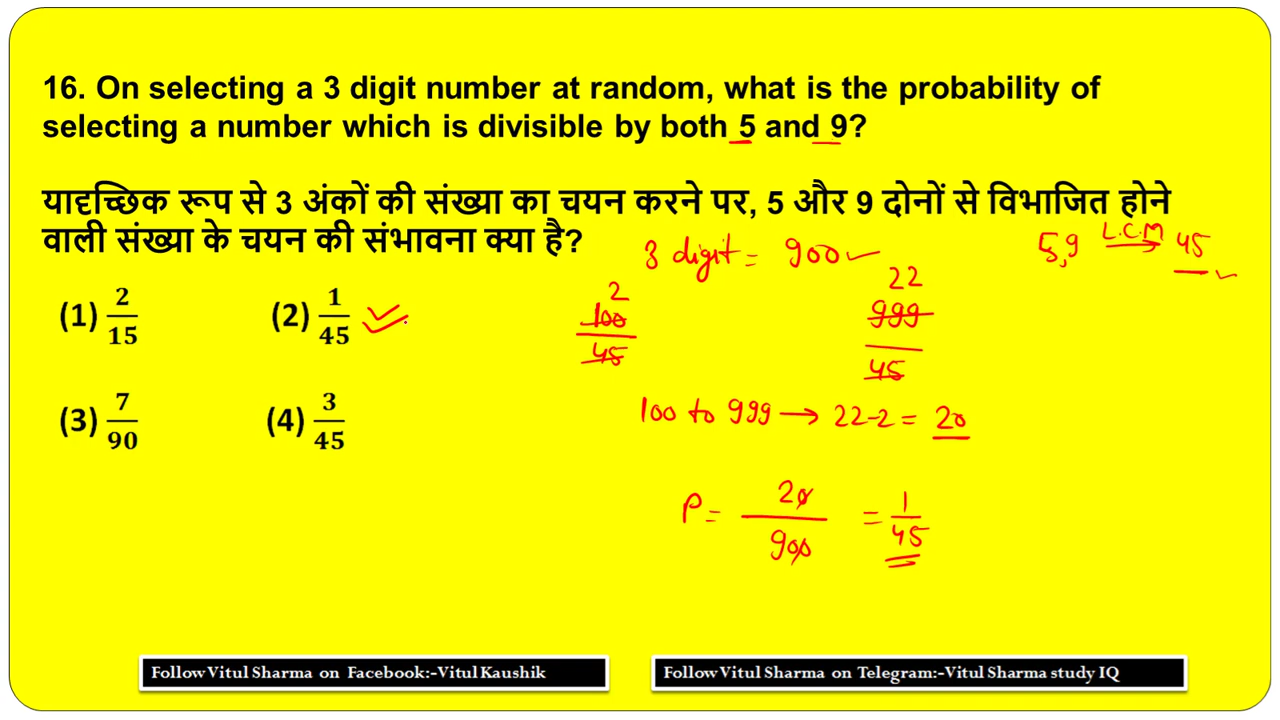 16. On selecting a 3 digit number at random, what is the probability of
selecting a number which is divisible by both 5 and 9?
यादृच्छिक रूप से 3 अंकों की संख्या का चयन करने पर, 5 और 9 दोनों से विभाजित होने
वाली संख्या के चयन की संभावना क्या है?
3 digit = 900
5,9 L.C.M 45
(1) 2/15 (2) 1/45
2 100/45
22 999/45
(3) 7/90 (4) 3/45
100 to 999 → 22-2 = 20
P = 20/900 = 1/45
Follow Vitul Sharma on Facebook:-Vitul Kaushik
Follow Vitul Sharma on Telegram:-Vitul Sharma study IQ